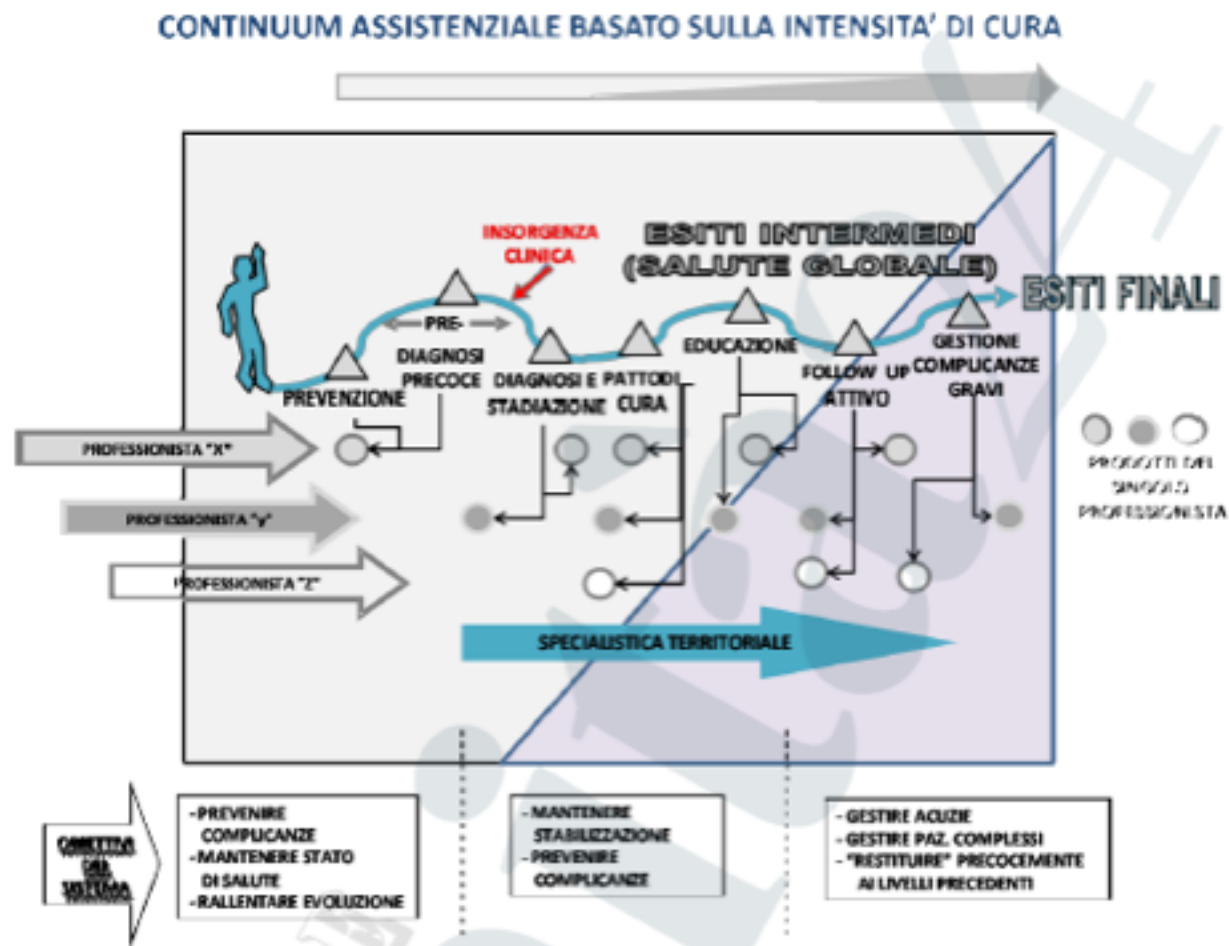 CONTINUUM ASSISTENZIALE BASATO SULLA INTENSITA' DI CURA
INSORGENZA
CLINICA
ESITI INTERMEDI
(SALUTE GLOBALE)
ESITI FINALI
PRE-
DIAGNOSI
PRECOCE
PREVENZIONE
DIAGNOSI E
STADIAZIONE
PATTO DI
CURA
EDUCAZIONE
FOLLOW UP
ATTIVO
GESTIONE
COMPLICANZE
GRAVI
PROFESSIONISTA "X"
PROFESSIONISTA "y"
PROFESSIONISTA "Z"
PRODOTTI DEL
SINGOLO
PROFESSIONISTA
SPECIALISTICA TERRITORIALE
OBIETTIVI
DEL
SISTEMA
- PREVENIRE
COMPLICANZE
- MANTENERE STATO
DI SALUTE
- RALLENTARE EVOLUZIONE
- MANTENERE
STABILIZZAZIONE
- PREVENIRE
COMPLICANZE
- GESTIRE ACUZIE
- GESTIRE PAZ. COMPLESSI
- "RESTITUIRE" PRECOCEMENTE
AI LIVELLI PRECEDENTI